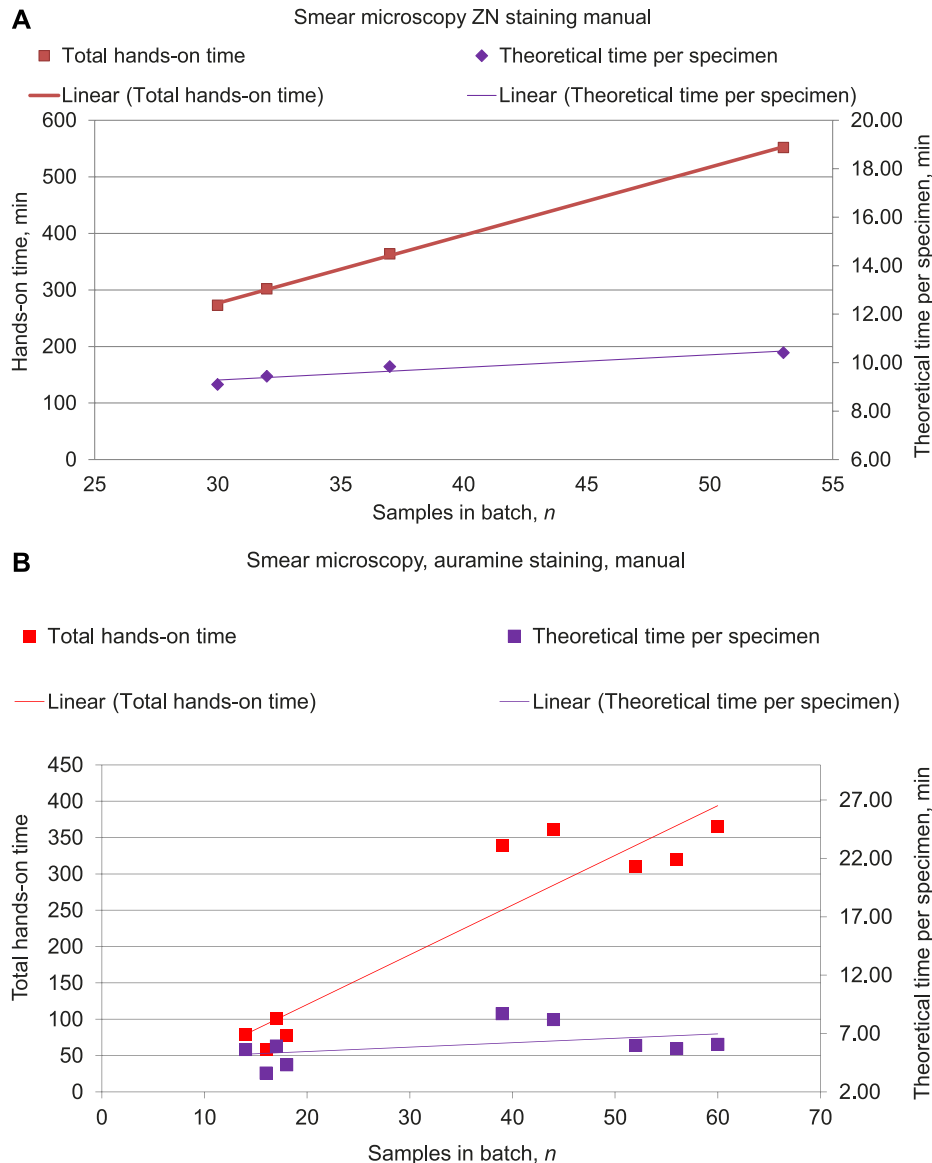 A
Smear microscopy ZN staining manual
Total hands-on time
Theoretical time per specimen
Linear (Total hands-on time)
Linear (Theoretical time per specimen)
Hands-on time, min
600
500
400
300
200
100
0
20.00
18.00
16.00
14.00
12.00
10.00
8.00
6.00
Theoretical time per specimen, min
25 30 35 40 45 50 55
Samples in batch, n
B
Smear microscopy, auramine staining, manual
Total hands-on time
Theoretical time per specimen
Linear (Total hands-on time)
Linear (Theoretical time per specimen)
Total hands-on time
450
400
350
300
250
200
150
100
50
0
27.00
22.00
17.00
12.00
7.00
2.00
Theoretical time per specimen, min
0 10 20 30 40 50 60 70
Samples in batch, n